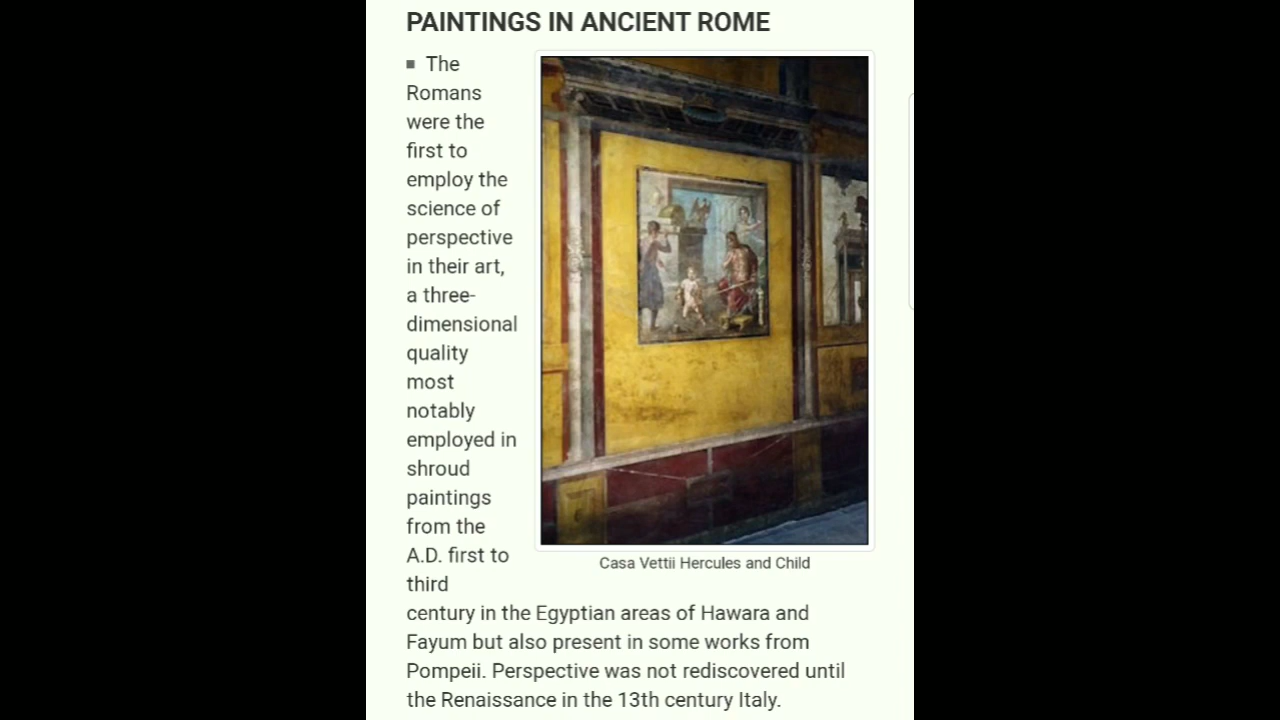 PAINTINGS IN ANCIENT ROME
▪ The
Romans
were the
first to
employ the
science of
perspective
in their art,
a three-
dimensional
quality
most
notably
employed in
shroud
paintings
from the
A.D. first to
third
century in the Egyptian areas of Hawara and
Fayum but also present in some works from
Pompeii. Perspective was not rediscovered until
the Renaissance in the 13th century Italy.
Casa Vettii Hercules and Child